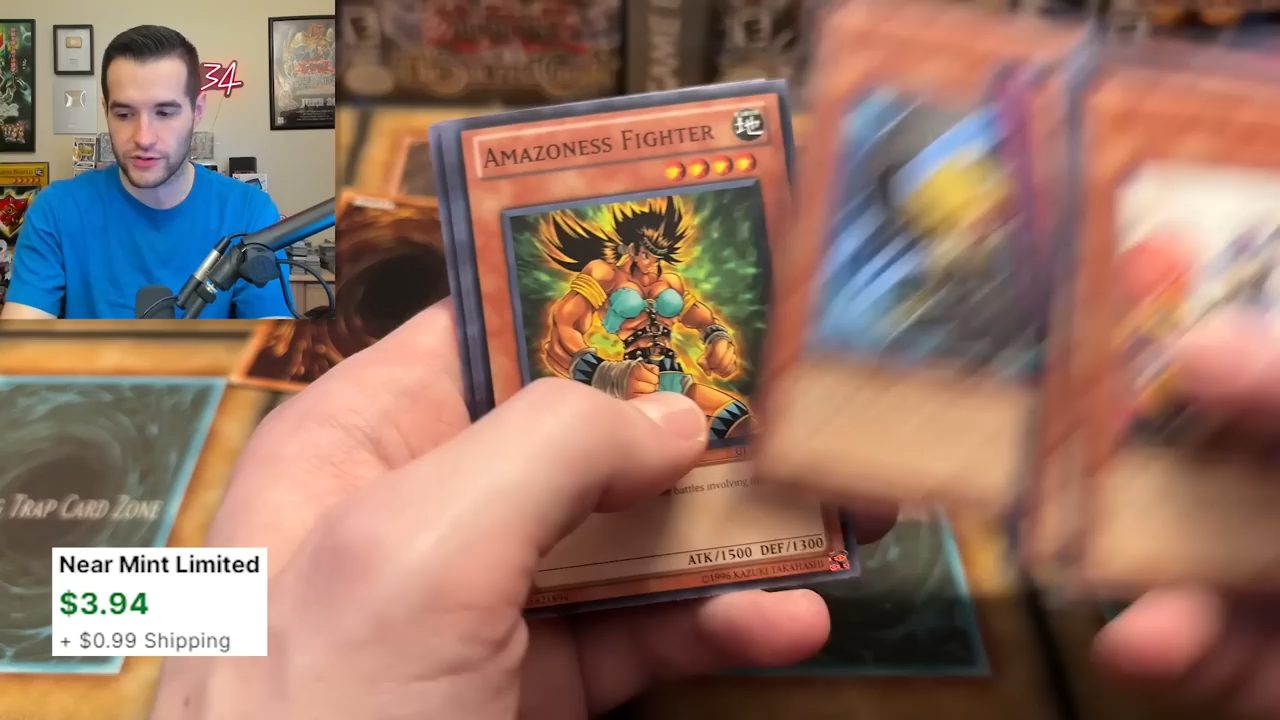 34
AMAZONESS FIGHTER
地
battles involving
ATK/1500 DEF/1300
©1996 KAZUKI TAKAHASHI
TRAP CARD ZONE
Near Mint Limited
$3.94
+ $0.99 Shipping